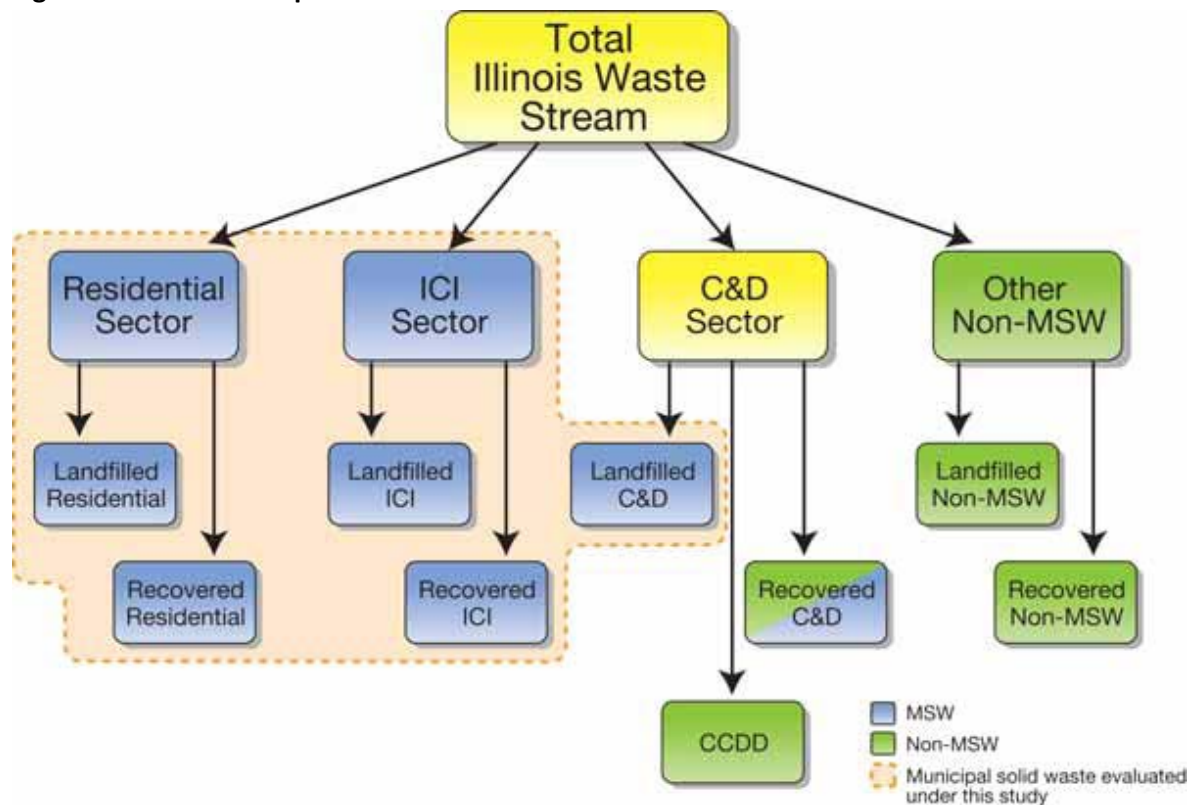 Total
Illinois Waste
Stream
Residential
Sector
ICI
Sector
C&D
Sector
Other
Non-MSW
Landfilled
Residential
Landfilled
ICI
Landfilled
C&D
Landfilled
Non-MSW
Recovered
Residential
Recovered
ICI
Recovered
C&D
Recovered
Non-MSW
CCDD
MSW
Non-MSW
Municipal solid waste evaluated
under this study